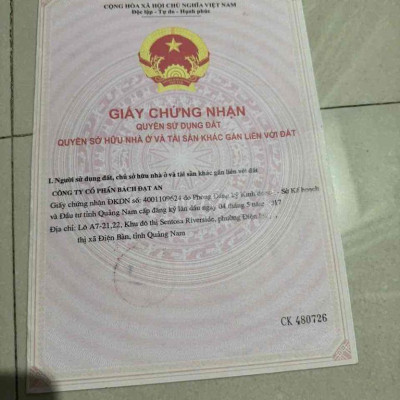 CỘNG HÒA XÃ HỘI CHỦ NGHĨA VIỆT NAM
Độc lập - Tự do - Hạnh phúc
GIẤY CHỨNG NHẬN
QUYỀN SỬ DỤNG ĐẤT
QUYỀN SỞ HỮU NHÀ Ở VÀ TÀI SẢN KHÁC GẮN LIỀN VỚI ĐẤT
I. Người sử dụng đất, chủ sở hữu nhà ở và tài sản khác gắn liền với đất
CÔNG TY CỔ PHẦN BÁCH ĐẠT AN
Giấy chứng nhận ĐKDN số: 4001109624 do Phòng Đăng ký Kinh doanh - Sở Kế hoạch
và Đầu tư tỉnh Quảng Nam cấp đăng ký lần đầu ngày 04 tháng 5 năm
Địa chỉ: Lô A7-21,22, Khu đô thị Sentosa Riverside, phường Điện
thị xã Điện Bàn, tỉnh Quảng Nam
CK 480726